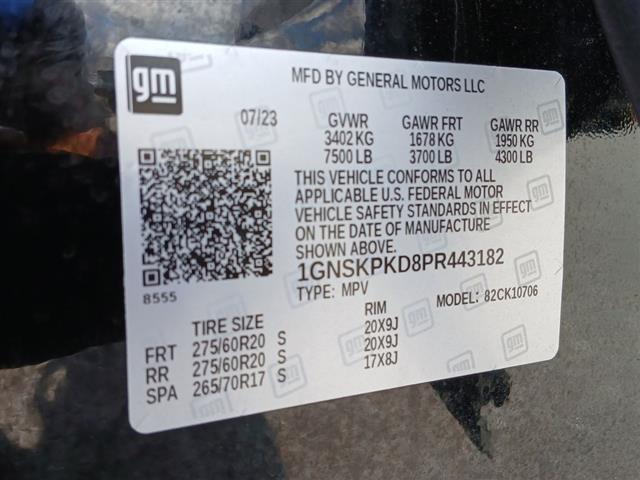 gm
MFD BY GENERAL MOTORS LLC
07/23 GVWR GAWR FRT GAWR RR
3402 KG 1678 KG 1950 KG
7500 LB 3700 LB 4300 LB
THIS VEHICLE CONFORMS TO ALL
APPLICABLE U.S. FEDERAL MOTOR
VEHICLE SAFETY STANDARDS IN EFFECT
ON THE DATE OF MANUFACTURE
SHOWN ABOVE.
1GNSKPKD8PR443182
8555 TYPE: MPV MODEL: 82CK10706
TIRE SIZE RIM
FRT 275/60R20 S 20X9J
RR 275/60R20 S 20X9J
SPA 265/70R17 S 17X8J